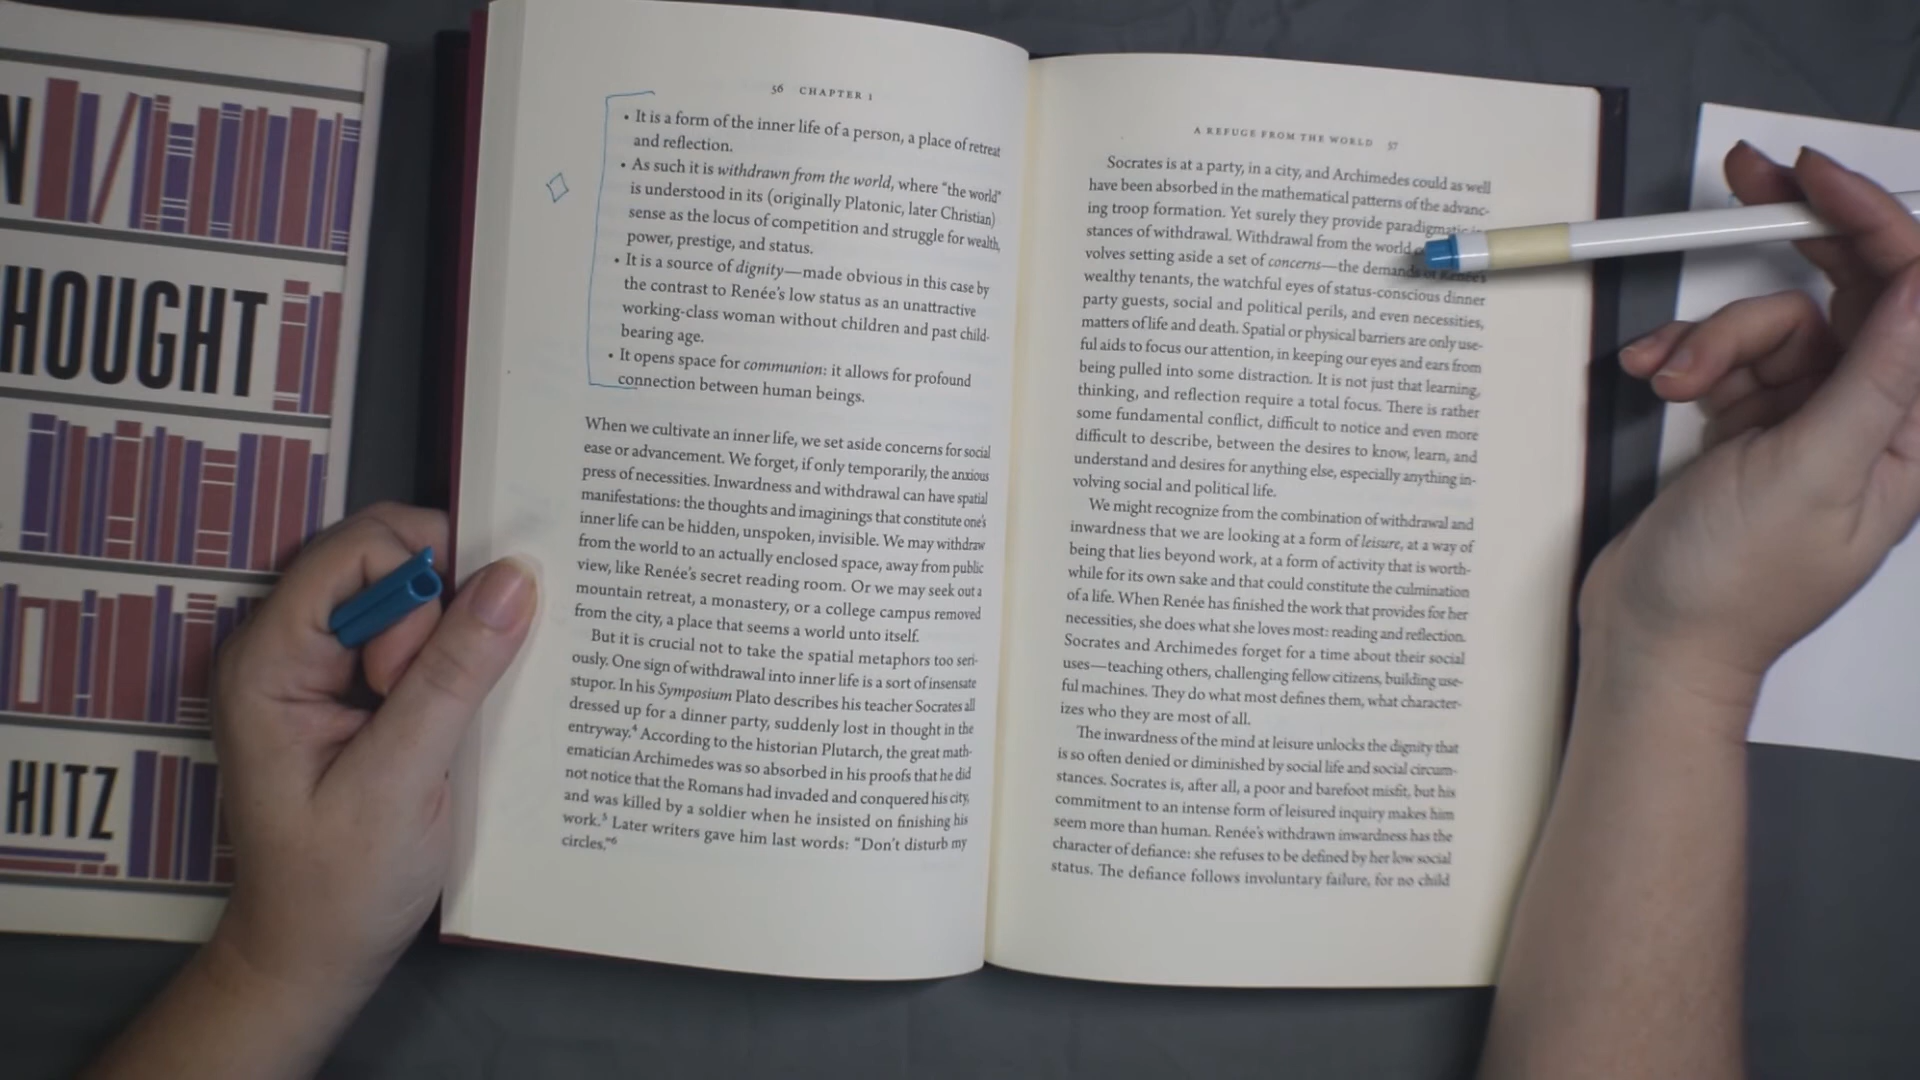 N
HOUGHT
HITZ
56 CHAPTER 1
• It is a form of the inner life of a person, a place of retreat
and reflection.
• As such it is withdrawn from the world, where “the world”
is understood in its (originally Platonic, later Christian)
sense as the locus of competition and struggle for wealth,
power, prestige, and status.
• It is a source of dignity—made obvious in this case by
the contrast to Renée’s low status as an unattractive
working-class woman without children and past child-
bearing age.
• It opens space for communion: it allows for profound
connection between human beings.
When we cultivate an inner life, we set aside concerns for social
ease or advancement. We forget, if only temporarily, the anxious
press of necessities. Inwardness and withdrawal can have spatial
manifestations: the thoughts and imaginings that constitute one’s
inner life can be hidden, unspoken, invisible. We may withdraw
from the world to an actually enclosed space, away from public
view, like Renée’s secret reading room. Or we may seek out a
mountain retreat, a monastery, or a college campus removed
from the city, a place that seems a world unto itself.
But it is crucial not to take the spatial metaphors too seri-
ously. One sign of withdrawal into inner life is a sort of insensate
stupor. In his Symposium Plato describes his teacher Socrates all
dressed up for a dinner party, suddenly lost in thought in the
entryway.4 According to the historian Plutarch, the great math-
ematician Archimedes was so absorbed in his proofs that he did
not notice that the Romans had invaded and conquered his city,
and was killed by a soldier when he insisted on finishing his
work.5 Later writers gave him last words: “Don’t disturb my
circles.”6
A REFUGE FROM THE WORLD 57
Socrates is at a party, in a city, and Archimedes could as well
have been absorbed in the mathematical patterns of the advanc-
ing troop formation. Yet surely they provide paradigmatic
stances of withdrawal. Withdrawal from the world
volves setting aside a set of concerns—the demands of Renée’s
wealthy tenants, the watchful eyes of status-conscious dinner
party guests, social and political perils, and even necessities,
matters of life and death. Spatial or physical barriers are only use-
ful aids to focus our attention, in keeping our eyes and ears from
being pulled into some distraction. It is not just that learning,
thinking, and reflection require a total focus. There is rather
some fundamental conflict, difficult to notice and even more
difficult to describe, between the desires to know, learn, and
understand and desires for anything else, especially anything in-
volving social and political life.
We might recognize from the combination of withdrawal and
inwardness that we are looking at a form of leisure, at a way of
being that lies beyond work, at a form of activity that is worth-
while for its own sake and that could constitute the culmination
of a life. When Renée has finished the work that provides for her
necessities, she does what she loves most: reading and reflection.
Socrates and Archimedes forget for a time about their social
uses—teaching others, challenging fellow citizens, building use-
ful machines. They do what most defines them, what character-
izes who they are most of all.
The inwardness of the mind at leisure unlocks the dignity that
is so often denied or diminished by social life and social circum-
stances. Socrates is, after all, a poor and barefoot misfit, but his
commitment to an intense form of leisured inquiry makes him
seem more than human. Renée’s withdrawn inwardness has the
character of defiance: she refuses to be defined by her low social
status. The defiance follows involuntary failure, for no child